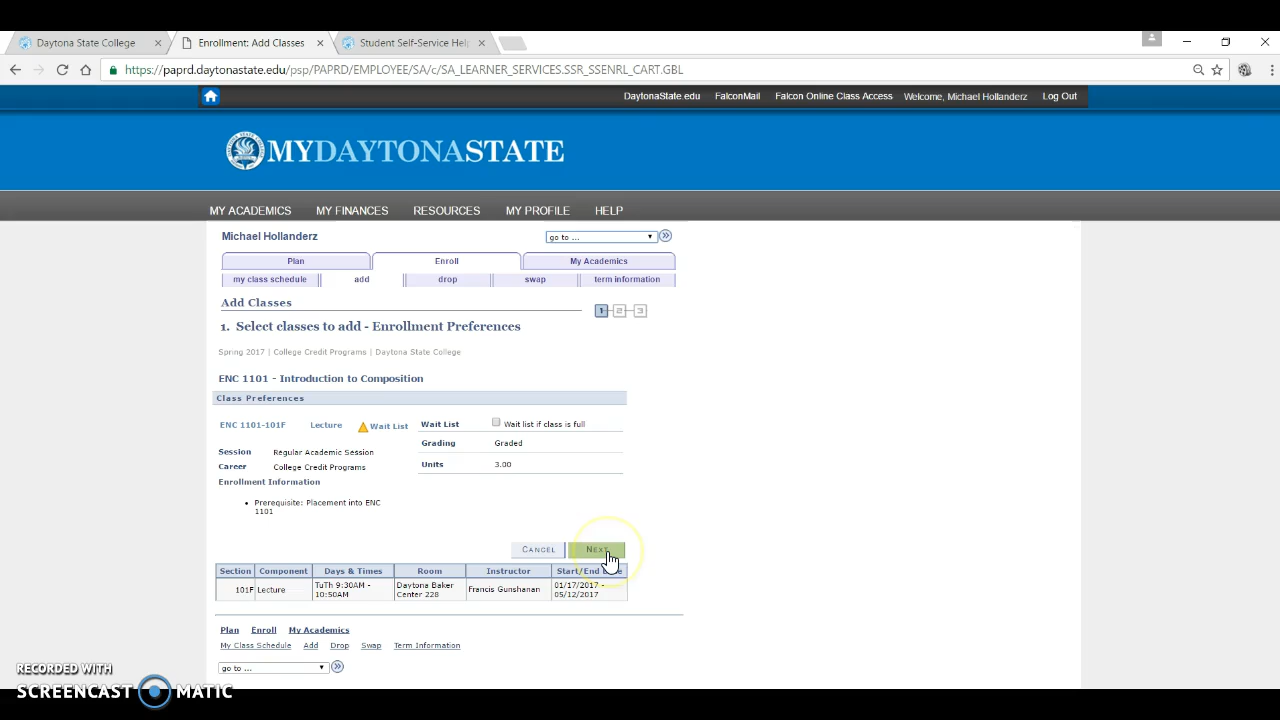 Daytona State College
Enrollment: Add Classes
Student Self-Service Help
https://paprd.daytonastate.edu/psp/PAPRD/EMPLOYEE/SA/c/SA_LEARNER_SERVICES.SSR_SSENRL_CART.GBL
DaytonaState.edu FalconMail Falcon Online Class Access Welcome, Michael Hollanderz Log Out
MYDAYTONASTATE
MY ACADEMICS MY FINANCES RESOURCES MY PROFILE HELP
Michael Hollanderz go to ...
Plan Enroll My Academics
my class schedule add drop swap term information
Add Classes
1 2 3
1. Select classes to add - Enrollment Preferences
Spring 2017 | College Credit Programs | Daytona State College
ENC 1101 - Introduction to Composition
Class Preferences
ENC 1101-101F Lecture Wait List
Wait List Wait list if class is full
Grading Graded
Units 3.00
Session Regular Academic Session
Career College Credit Programs
Enrollment Information
• Prerequisite: Placement into ENC
1101
CANCEL NEXT
Section Component Days & Times Room Instructor Start/End
101F Lecture TuTh 9:30AM - 10:50AM Daytona Baker Center 228 Francis Gunshanan 01/17/2017 - 05/12/2017
Plan Enroll My Academics
My Class Schedule Add Drop Swap Term Information
go to ...
RECORDED WITH
SCREENCAST MATIC